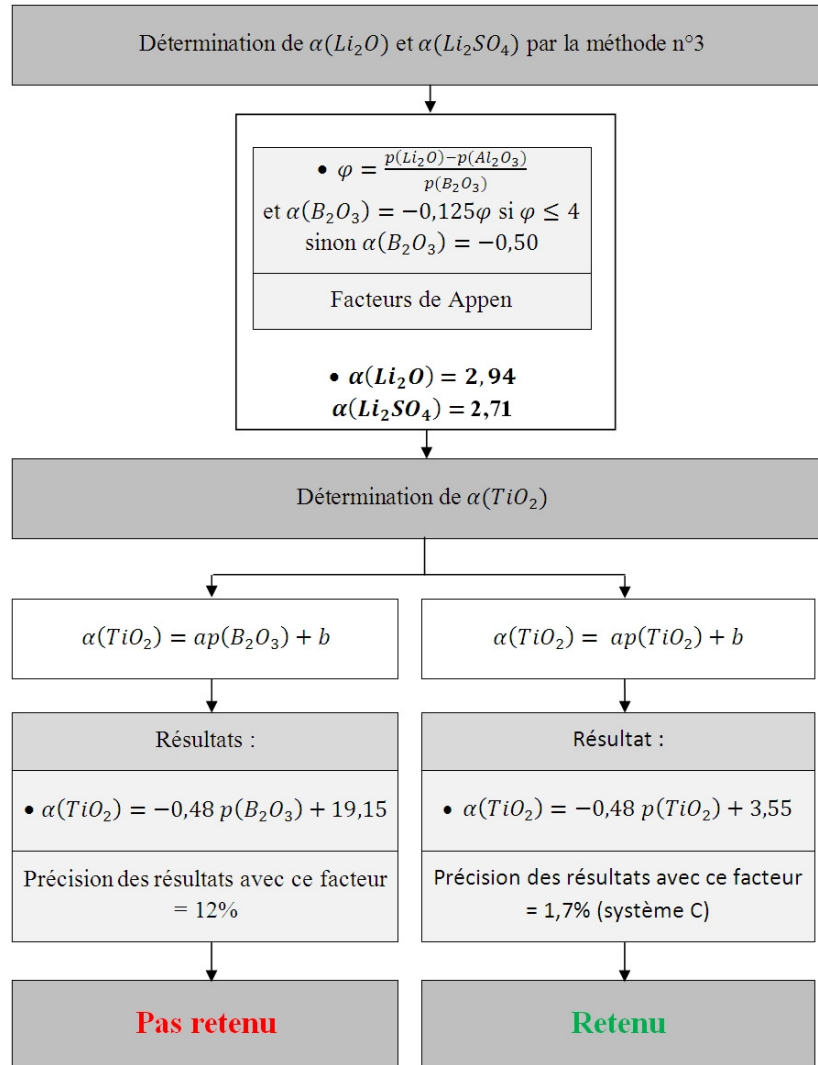 Détermination de α(Li₂O) et α(Li₂SO₄) par la méthode n°3
• φ = (p(Li₂O)−p(Al₂O₃))/p(B₂O₃)
et α(B₂O₃) = −0,125φ si φ ≤ 4
sinon α(B₂O₃) = −0,50
Facteurs de Appen
• α(Li₂O) = 2,94
α(Li₂SO₄) = 2,71
Détermination de α(TiO₂)
α(TiO₂) = ap(B₂O₃) + b
α(TiO₂) = ap(TiO₂) + b
Résultats :
• α(TiO₂) = −0,48 p(B₂O₃) + 19,15
Précision des résultats avec ce facteur
= 12%
Pas retenu
Résultat :
• α(TiO₂) = −0,48 p(TiO₂) + 3,55
Précision des résultats avec ce facteur
= 1,7% (système C)
Retenu